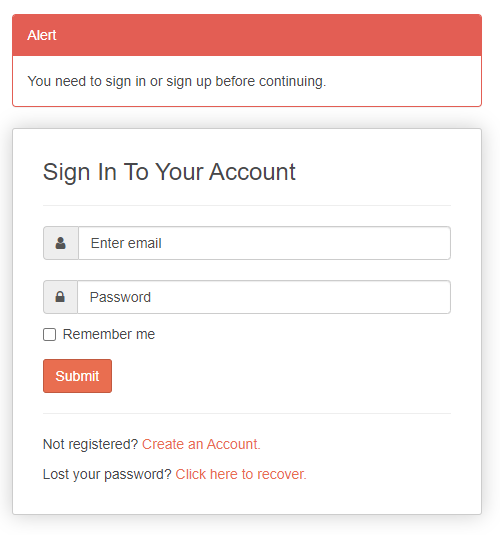 Alert
You need to sign in or sign up before continuing.
Sign In To Your Account
Enter email
Password
Remember me
Submit
Not registered? Create an Account.
Lost your password? Click here to recover.